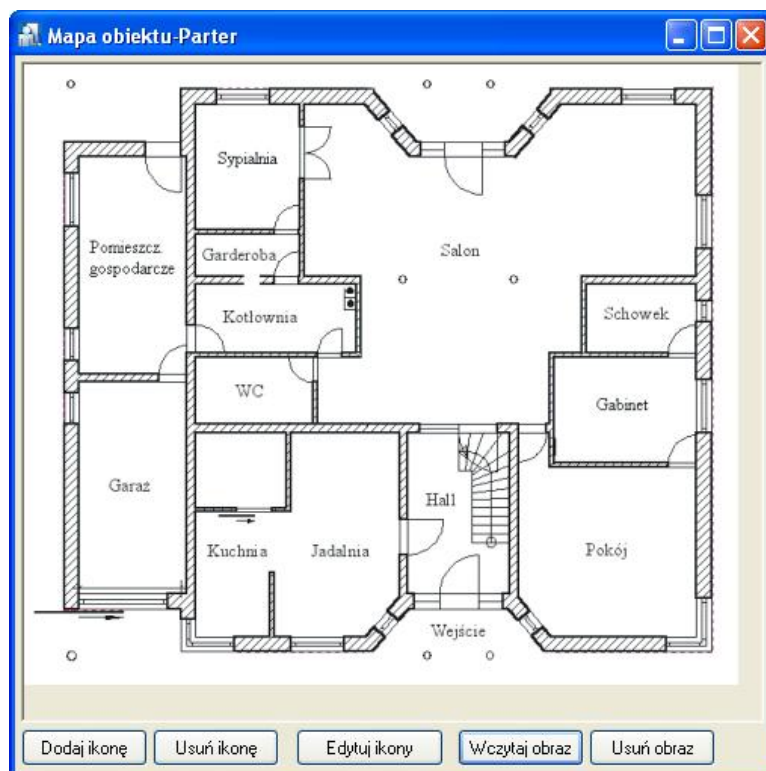 Mapa obiektu-Parter
Sypialnia
Pomieszcz.
gospodarcze
Garderoba
Salon
Kotłownia
Schowek
WC
Gabinet
Garaż
Hall
Kuchnia
Jadalnia
Pokój
Wejście
Dodaj ikonę
Usuń ikonę
Edytuj ikony
Wczytaj obraz
Usuń obraz